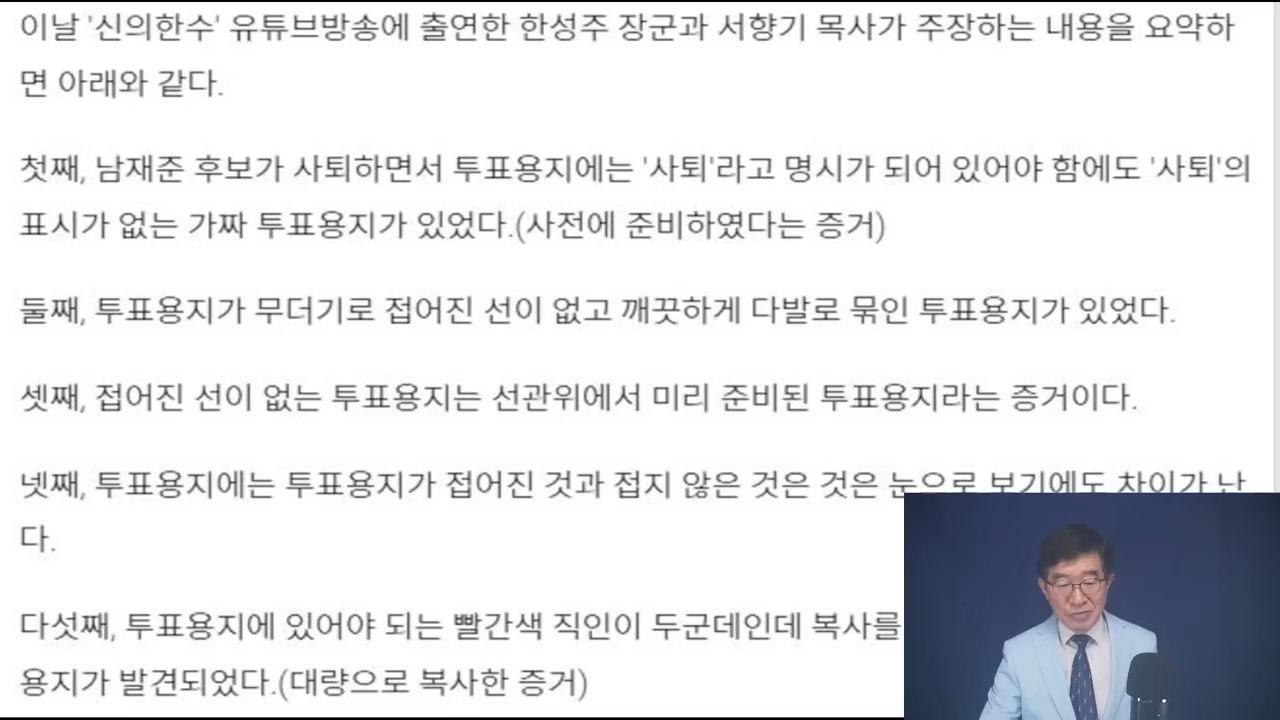 이날 '신의한수' 유튜브방송에 출연한 한성주 장군과 서향기 목사가 주장하는 내용을 요약하
면 아래와 같다.
첫째, 남재준 후보가 사퇴하면서 투표용지에는 '사퇴'라고 명시가 되어 있어야 함에도 '사퇴'의
표시가 없는 가짜 투표용지가 있었다.(사전에 준비하였다는 증거)
둘째, 투표용지가 무더기로 접어진 선이 없고 깨끗하게 다발로 묶인 투표용지가 있었다.
셋째, 접어진 선이 없는 투표용지는 선관위에서 미리 준비된 투표용지라는 증거이다.
넷째, 투표용지에는 투표용지가 접어진 것과 접지 않은 것은 것은 눈으로 보기에도 차이가 난
다.
다섯째, 투표용지에 있어야 되는 빨간색 직인이 두군데인데 복사를
용지가 발견되었다.(대량으로 복사한 증거)